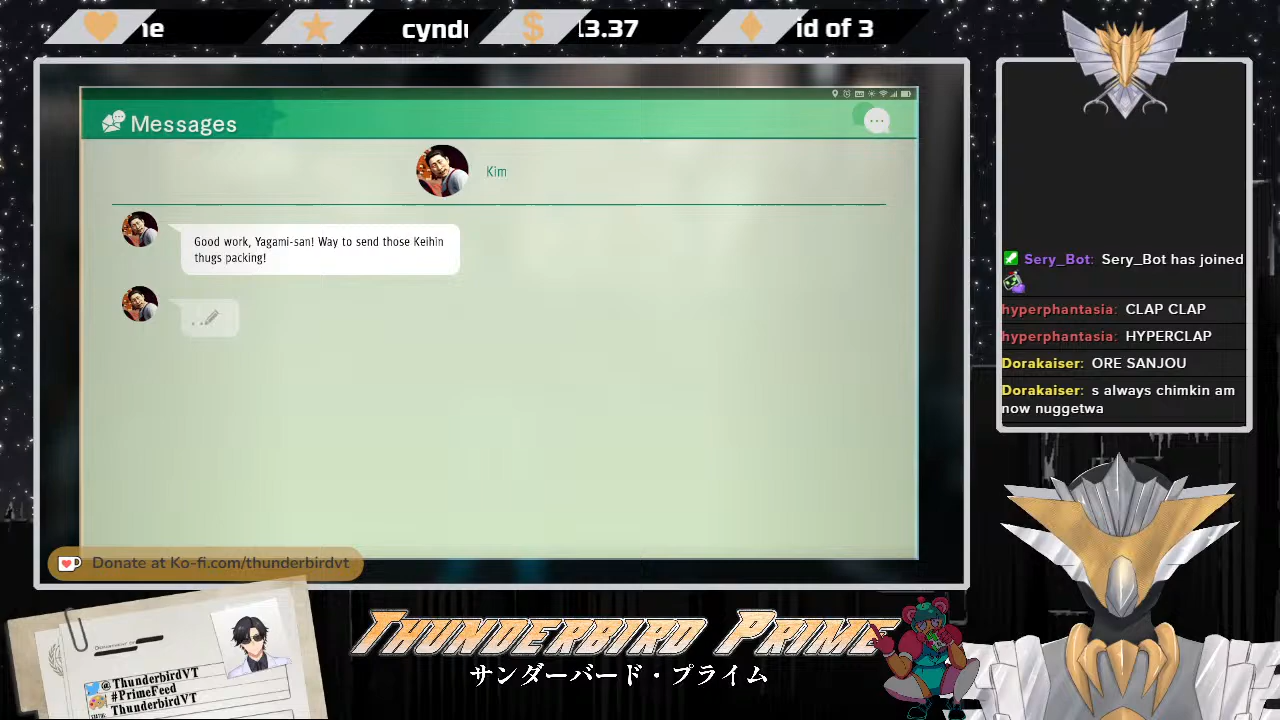 ne
cyndu
13.37
id of 3
Messages
Kim
Good work, Yagami-san! Way to send those Keihin
thugs packing!
Sery_Bot: Sery_Bot has joined
hyperphantasia: CLAP CLAP
hyperphantasia: HYPERCLAP
Dorakaiser: ORE SANJOU
Dorakaiser: s always chimkin am
now nuggetwa
Donate at Ko-fi.com/thunderbirdvt
@ThunderbirdVT
#PrimeFeed
ThunderbirdVT
THUNDERBIRD PRIME
サンダーバード・プライム